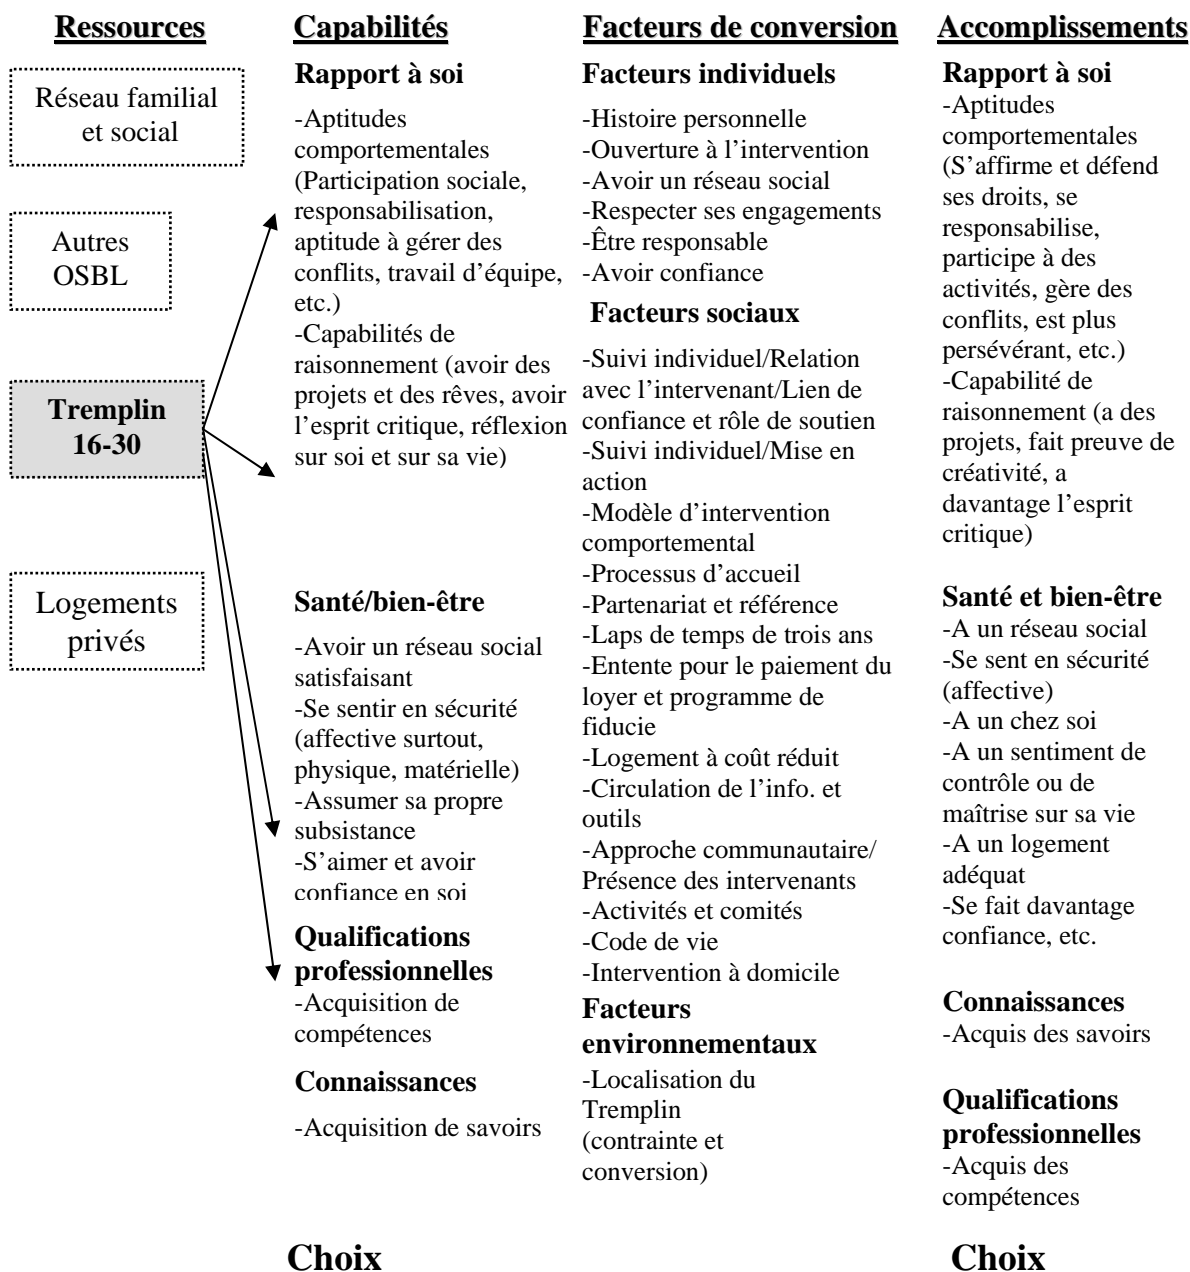 Ressources
Réseau familial
et social
Autres
OSBL
Tremplin
16-30
Logements
privés
Capabilités
Rapport à soi
-Aptitudes
comportementales
(Participation sociale,
responsabilisation,
aptitude à gérer des
conflits, travail d’équipe,
etc.)
-Capabilités de
raisonnement (avoir des
projets et des rêves, avoir
l’esprit critique, réflexion
sur soi et sur sa vie)
Santé/bien-être
-Avoir un réseau social
satisfaisant
-Se sentir en sécurité
(affective surtout,
physique, matérielle)
-Assumer sa propre
subsistance
-S’aimer et avoir
confiance en soi
Qualifications
professionnelles
-Acquisition de
compétences
Connaissances
-Acquisition de savoirs
Choix
Facteurs de conversion
Facteurs individuels
-Histoire personnelle
-Ouverture à l’intervention
-Avoir un réseau social
-Respecter ses engagements
-Être responsable
-Avoir confiance
Facteurs sociaux
-Suivi individuel/Relation
avec l’intervenant/Lien de
confiance et rôle de soutien
-Suivi individuel/Mise en
action
-Modèle d’intervention
comportemental
-Processus d’accueil
-Partenariat et référence
-Laps de temps de trois ans
-Entente pour le paiement du
loyer et programme de
fiducie
-Logement à coût réduit
-Circulation de l’info. et
outils
-Approche communautaire/
Présence des intervenants
-Activités et comités
-Code de vie
-Intervention à domicile
Facteurs
environnementaux
-Localisation du
Tremplin
(contrainte et
conversion)
Accomplissements
Rapport à soi
-Aptitudes
comportementales
(S’affirme et défend
ses droits, se
responsabilise,
participe à des
activités, gère des
conflits, est plus
persévérant, etc.)
-Capabilité de
raisonnement (a des
projets, fait preuve de
créativité, a
davantage l’esprit
critique)
Santé et bien-être
-A un réseau social
-Se sent en sécurité
(affective)
-A un chez soi
-A un sentiment de
contrôle ou de
maîtrise sur sa vie
-A un logement
adéquat
-Se fait davantage
confiance, etc.
Connaissances
-Acquis des savoirs
Qualifications
professionnelles
-Acquis des
compétences
Choix